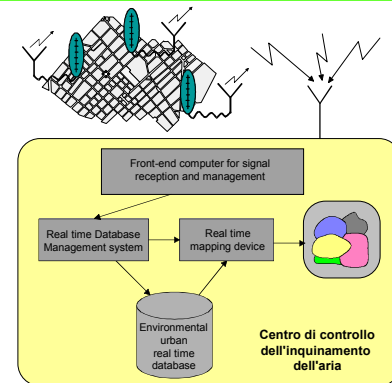 Front-end computer for signal
reception and management
Real time Database
Management system
Real time
mapping device
Environmental
urban
real time
database
Centro di controllo
dell'inquinamento
dell'aria